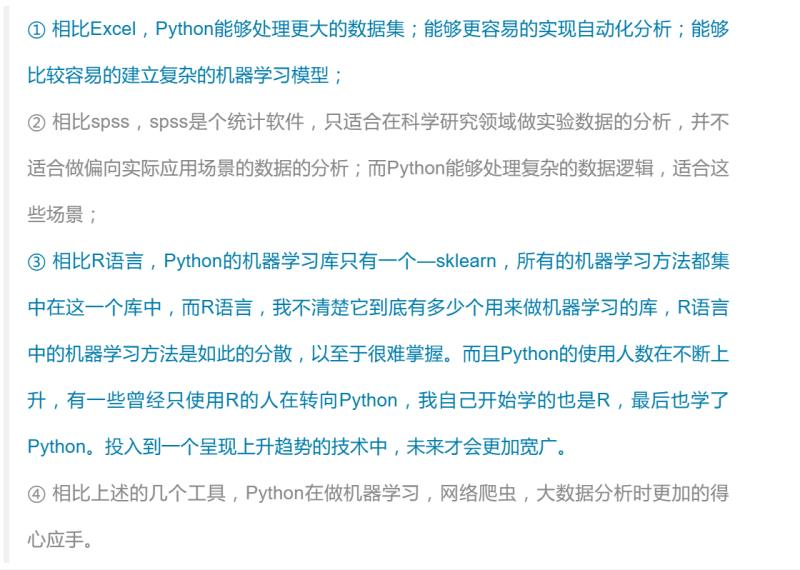 ① 相比Excel，Python能够处理更大的数据集；能够更容易的实现自动化分析；能够
比较容易的建立复杂的机器学习模型；
② 相比spss，spss是个统计软件，只适合在科学研究领域做实验数据的分析，并不
适合做偏向实际应用场景的数据的分析；而Python能够处理复杂的数据逻辑，适合这
些场景；
③ 相比R语言，Python的机器学习库只有一个—sklearn，所有的机器学习方法都集
中在这一个库中，而R语言，我不清楚它到底有多少个用来做机器学习的库，R语言
中的机器学习方法是如此的分散，以至于很难掌握。而且Python的使用人数在不断上
升，有一些曾经只使用R的人在转向Python，我自己开始学的也是R，最后也学了
Python。投入到一个呈现上升趋势的技术中，未来才会更加宽广。
④ 相比上述的几个工具，Python在做机器学习，网络爬虫，大数据分析时更加的得
心应手。